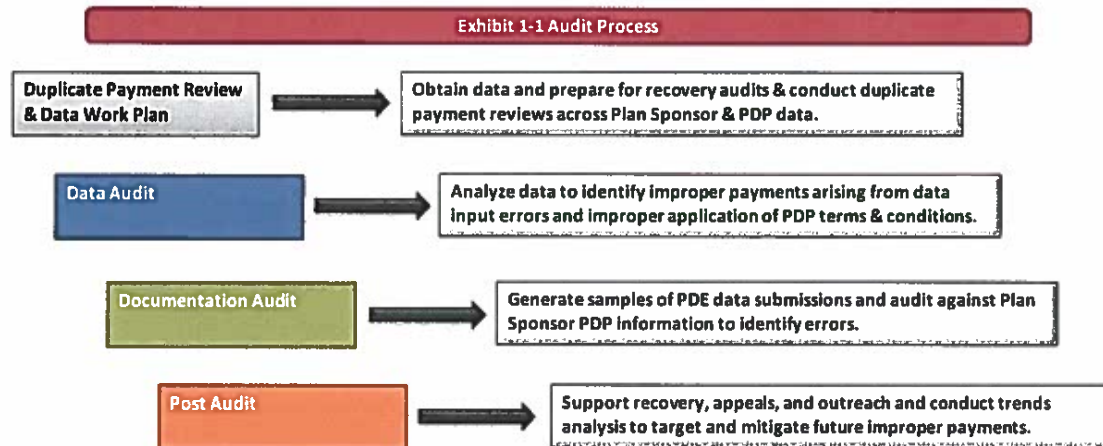 Exhibit 1-1 Audit Process
Duplicate Payment Review
& Data Work Plan
Obtain data and prepare for recovery audits & conduct duplicate
payment reviews across Plan Sponsor & PDP data.
Data Audit
Analyze data to identify improper payments arising from data
input errors and improper application of PDP terms & conditions.
Documentation Audit
Generate samples of PDE data submissions and audit against Plan
Sponsor PDP information to identify errors.
Post Audit
Support recovery, appeals, and outreach and conduct trends
analysis to target and mitigate future improper payments.